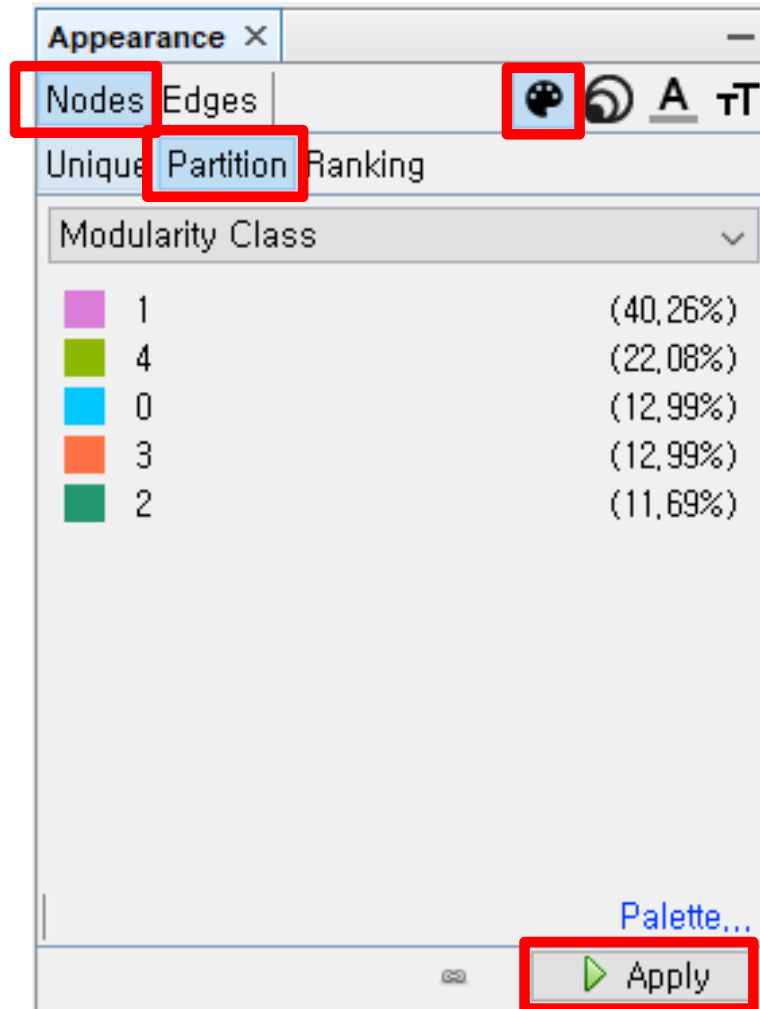 Appearance ×
Nodes Edges A TT
Unique Partition Ranking
Modularity Class
1 (40,26%)
4 (22,08%)
0 (12,99%)
3 (12,99%)
2 (11,69%)
Palette...
Apply